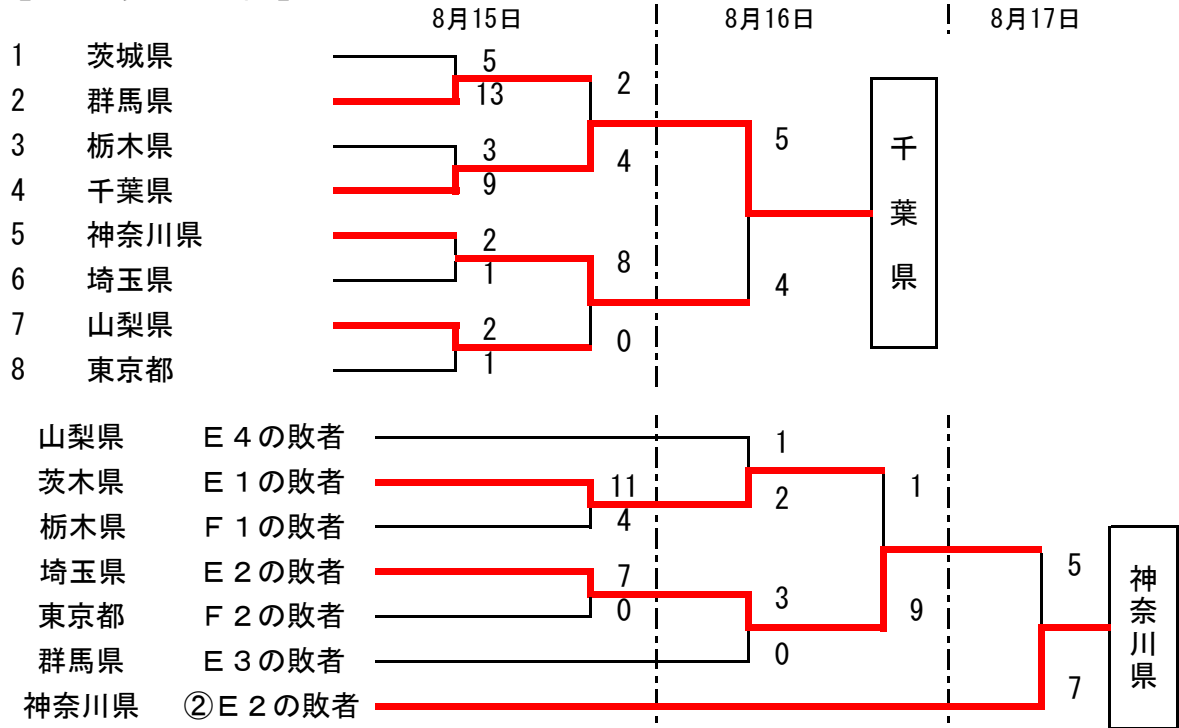 8月15日 8月16日 8月17日
1 茨城県 5
2 群馬県 13 2
3 栃木県 3 5
4 千葉県 9 4
5 神奈川県 2
6 埼玉県 1 8 4
7 山梨県 2
8 東京都 1 0
千葉県
山梨県 E4の敗者 1
茨木県 E1の敗者 11 2 1
栃木県 F1の敗者 4
埼玉県 E2の敗者 7 3 5
東京都 F2の敗者 0 9
群馬県 E3の敗者 0
神奈川県 ②E2の敗者 7
神奈川県